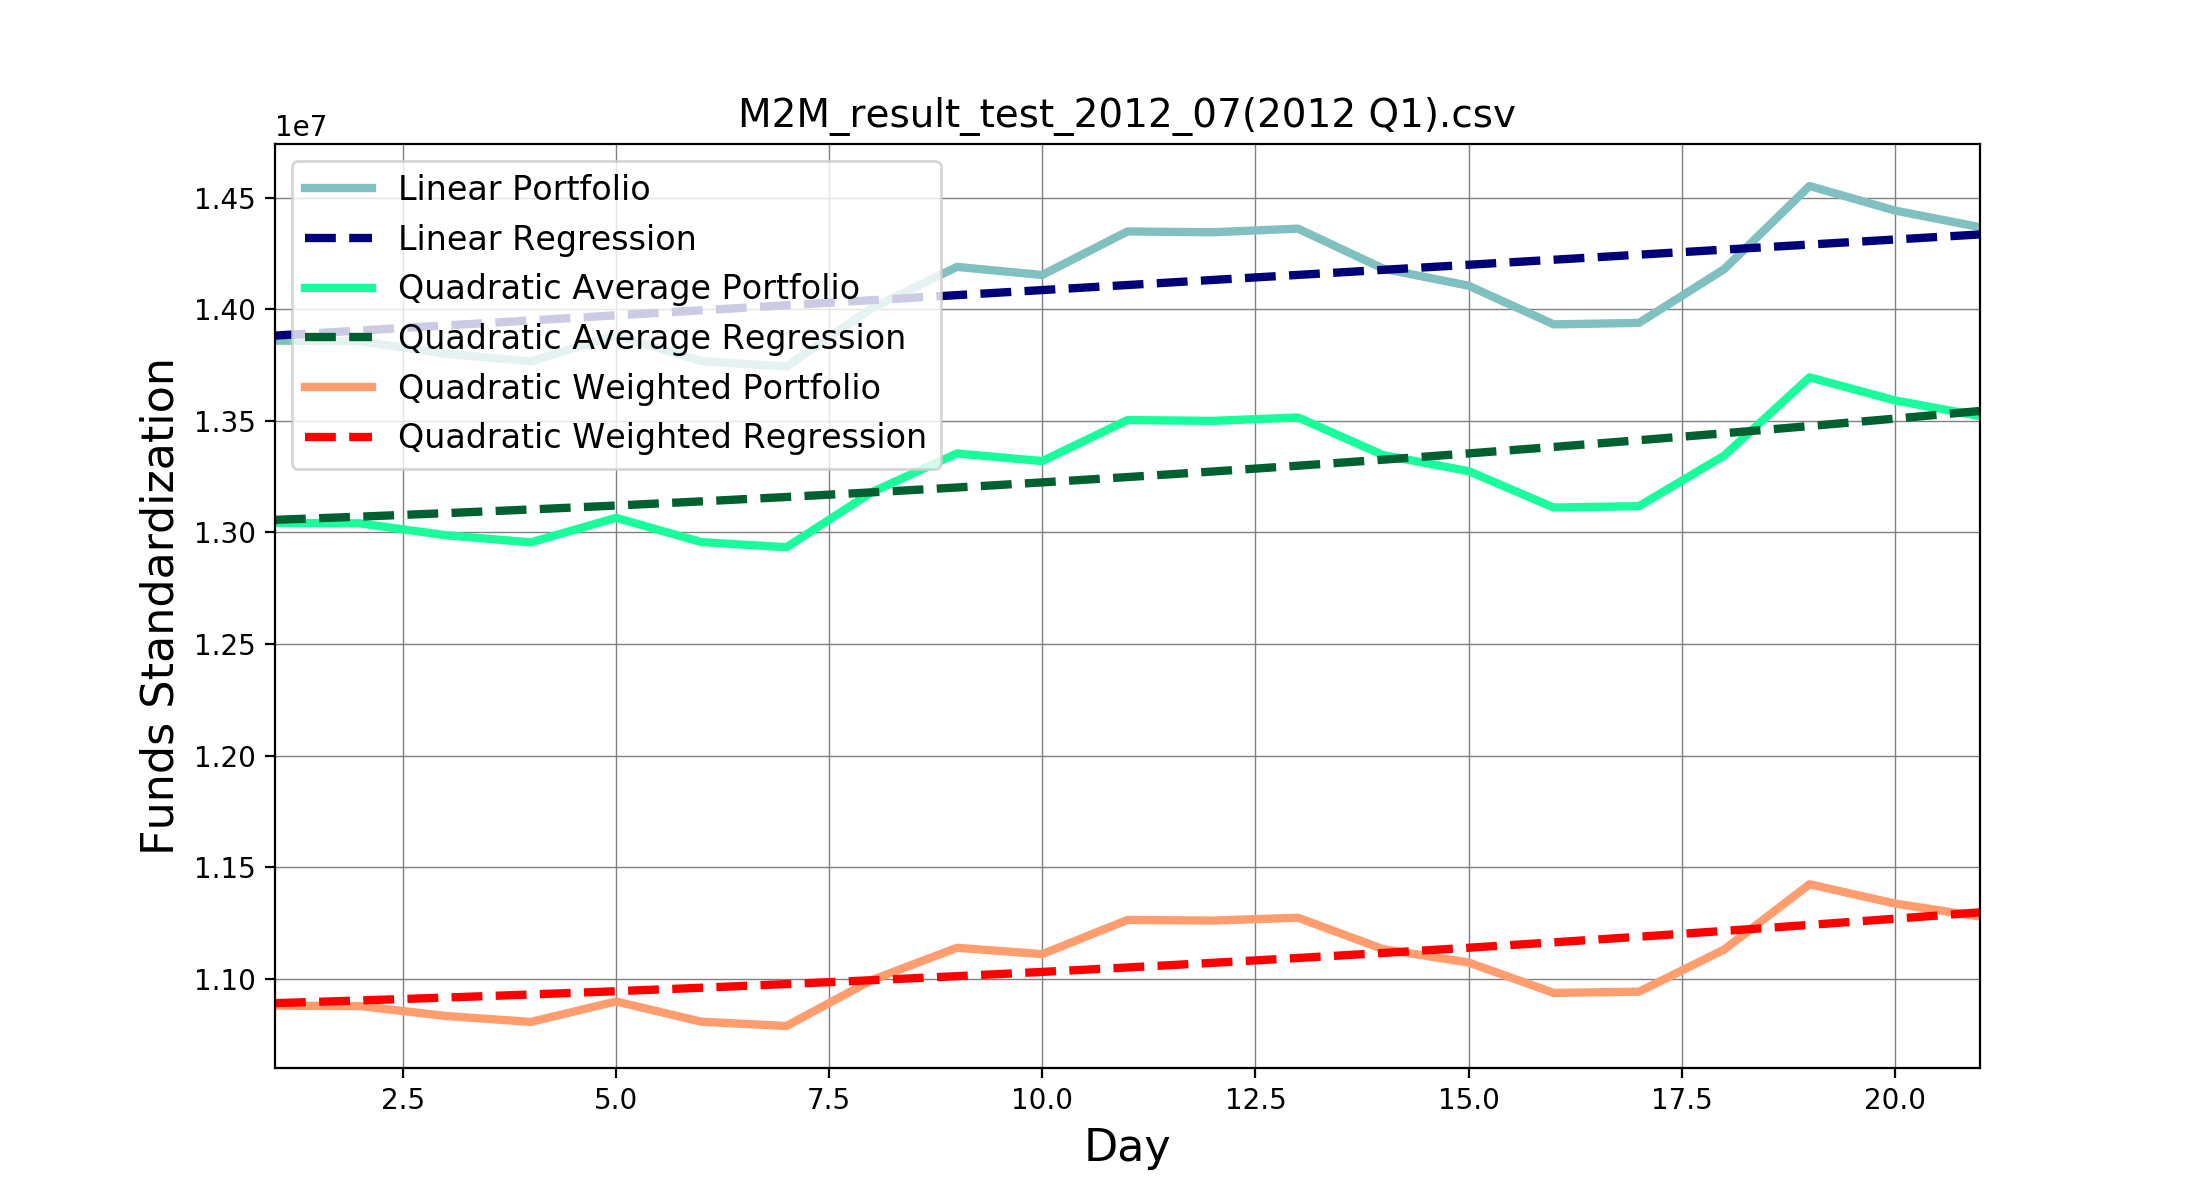 M2M_result_test_2012_07(2012 Q1).csv
1e7
Linear Portfolio
Linear Regression
Quadratic Average Portfolio
Quadratic Average Regression
Quadratic Weighted Portfolio
Quadratic Weighted Regression
1.45
1.40
1.35
1.30
1.25
1.20
1.15
1.10
Funds Standardization
2.5 5.0 7.5 10.0 12.5 15.0 17.5 20.0
Day